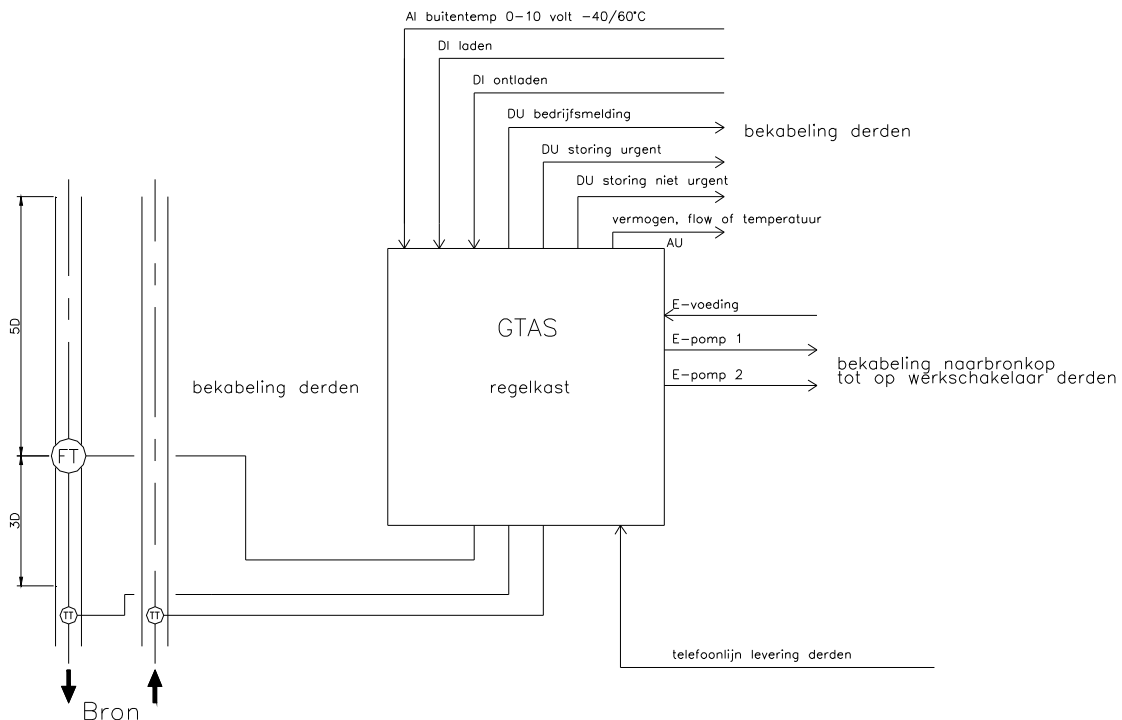 AI buitentemp 0-10 volt -40/60°C
DI laden
DI ontladen
DU bedrijfsmelding
bekabeling derden
DU storing urgent
DU storing niet urgent
vermogen, flow of temperatuur
AU
E-voeding
GTAS
5D
E-pomp 1
bekabeling naarbronkop
tot op werkschakelaar derden
E-pomp 2
bekabeling derden
regelkast
FT
3D
TT
TT
telefoonlijn levering derden
Bron